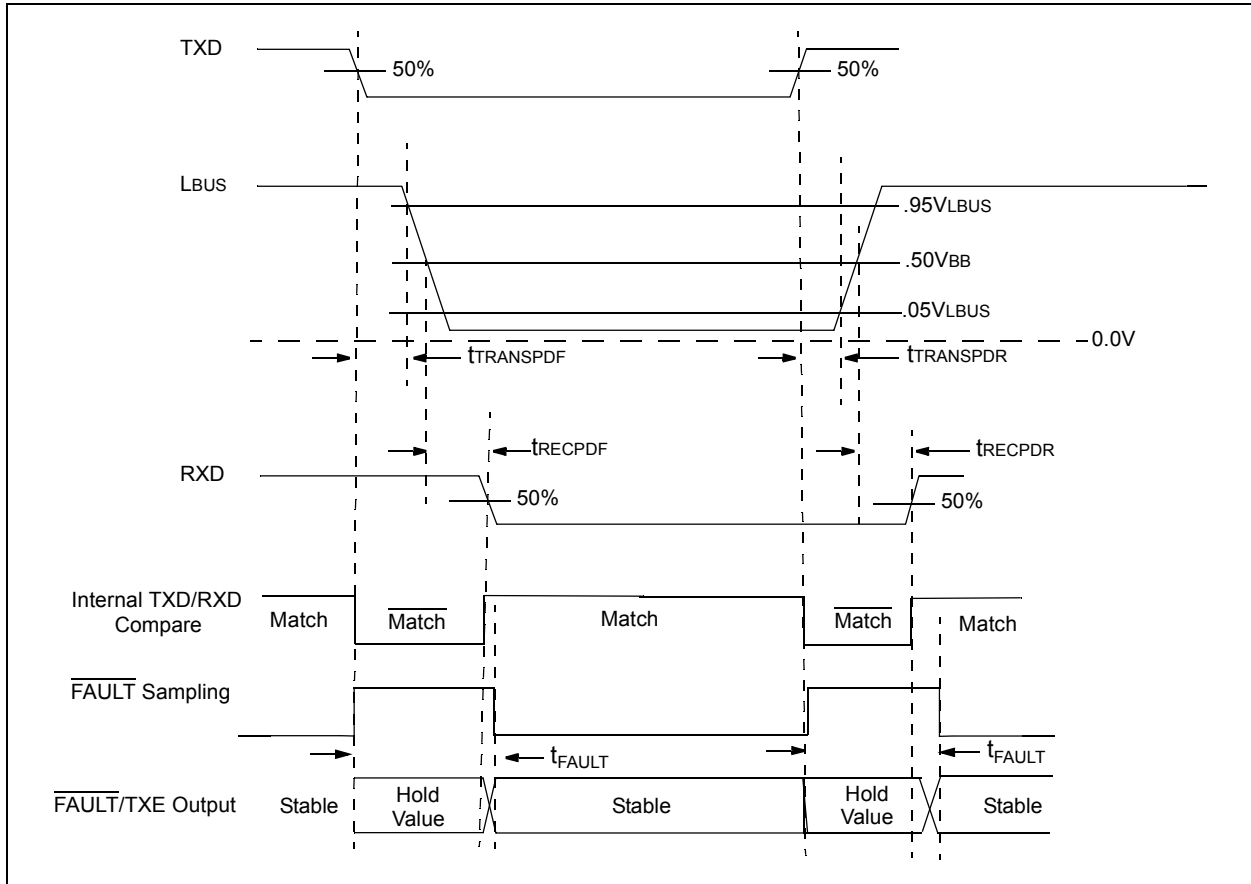 TXD
50%
50%
LBUS
.95VLBUS
.50VBB
.05VLBUS
0.0V
tTRANSPDF
tTRANSPDR
tRECPDF
tRECPDR
RXD
50%
50%
Internal TXD/RXD
Compare
Match
Match
Match
Match
Match
FAULT Sampling
tFAULT
tFAULT
FAULT/TXE Output
Stable
Hold
Value
Stable
Hold
Value
Stable